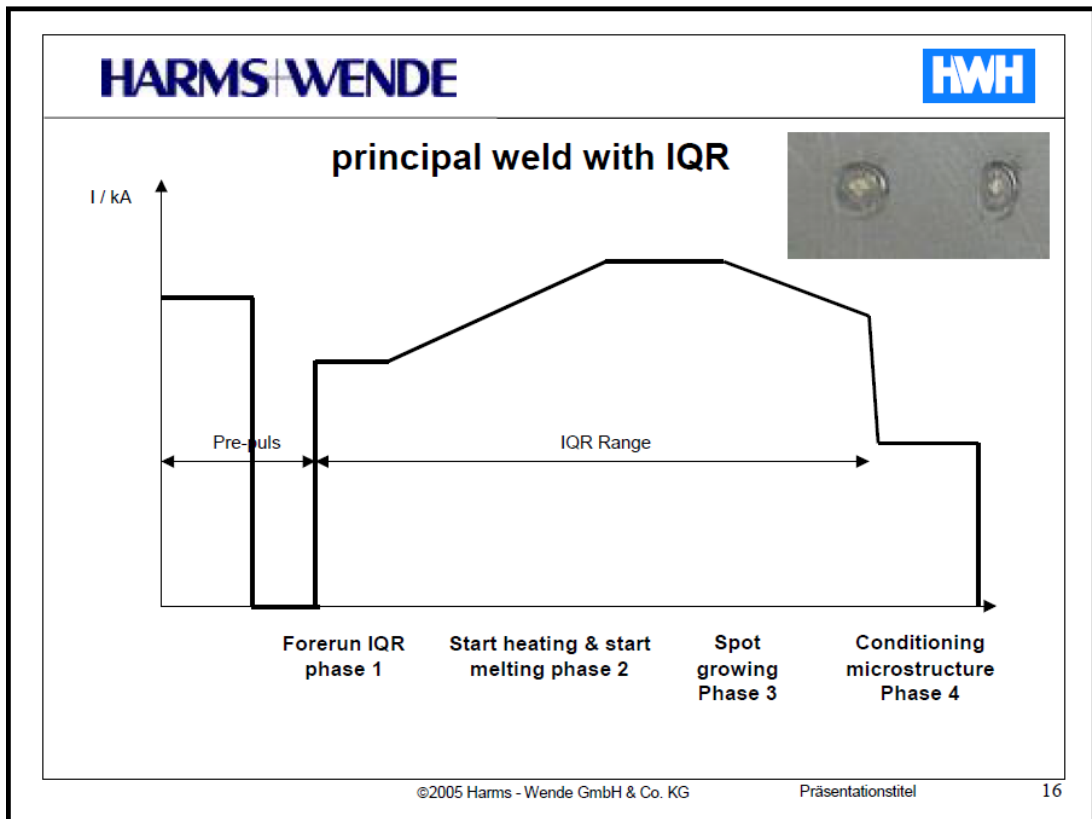 HARMS+WENDE
HWH
principal weld with IQR
I / kA
Pre-puls
IQR Range
Forerun IQR
phase 1
Start heating & start
melting phase 2
Spot
growing
Phase 3
Conditioning
microstructure
Phase 4
©2005 Harms - Wende GmbH & Co. KG
Präsentationstitel
16